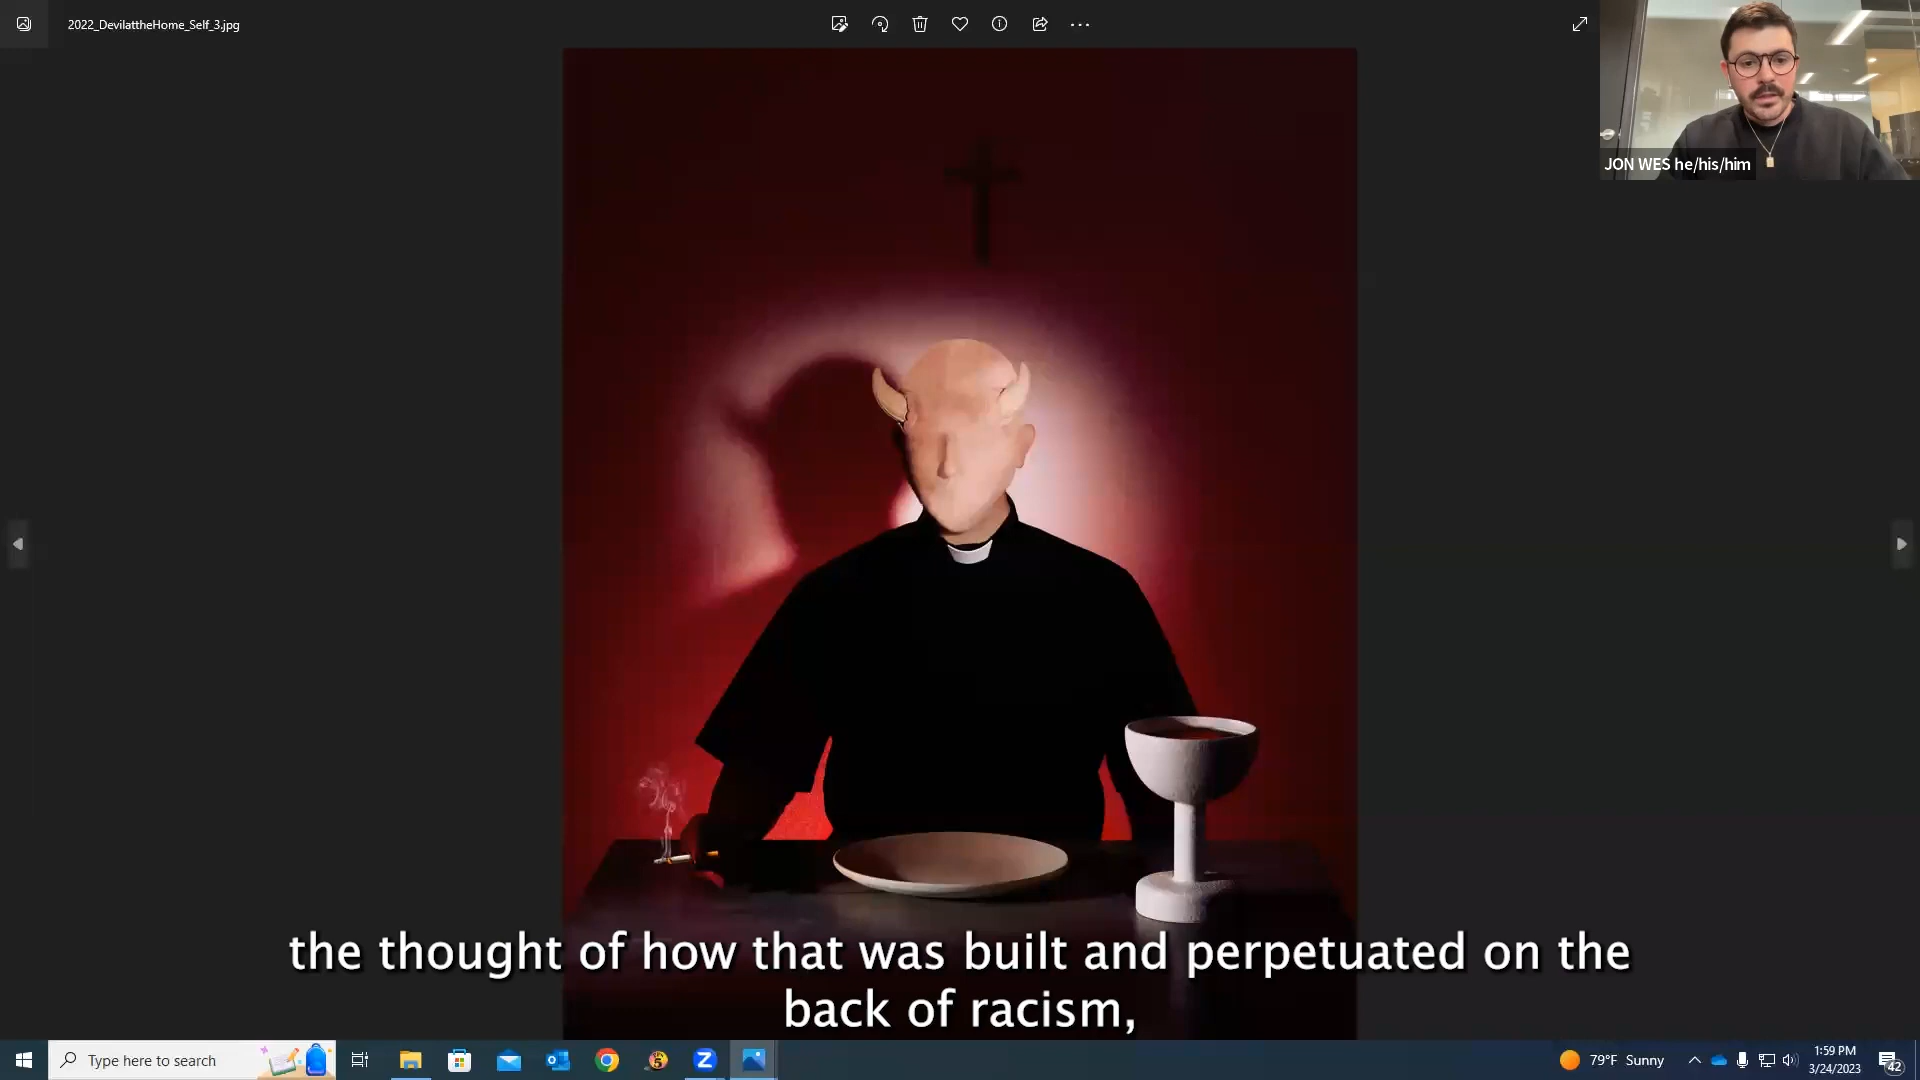 2022_DevilattheHome_Self_3.jpg
JON WES he/his/him
the thought of how that was built and perpetuated on the
back of racism,
Type here to search
79°F Sunny
1:59 PM
3/24/2023
42